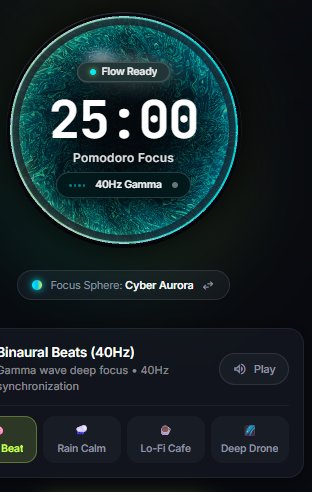 Flow Ready
25:00
Pomodoro Focus
40Hz Gamma
Focus Sphere: Cyber Aurora
Binaural Beats (40Hz)
Gamma wave deep focus • 40Hz
synchronization
Play
Beat
Rain Calm
Lo-Fi Cafe
Deep Drone